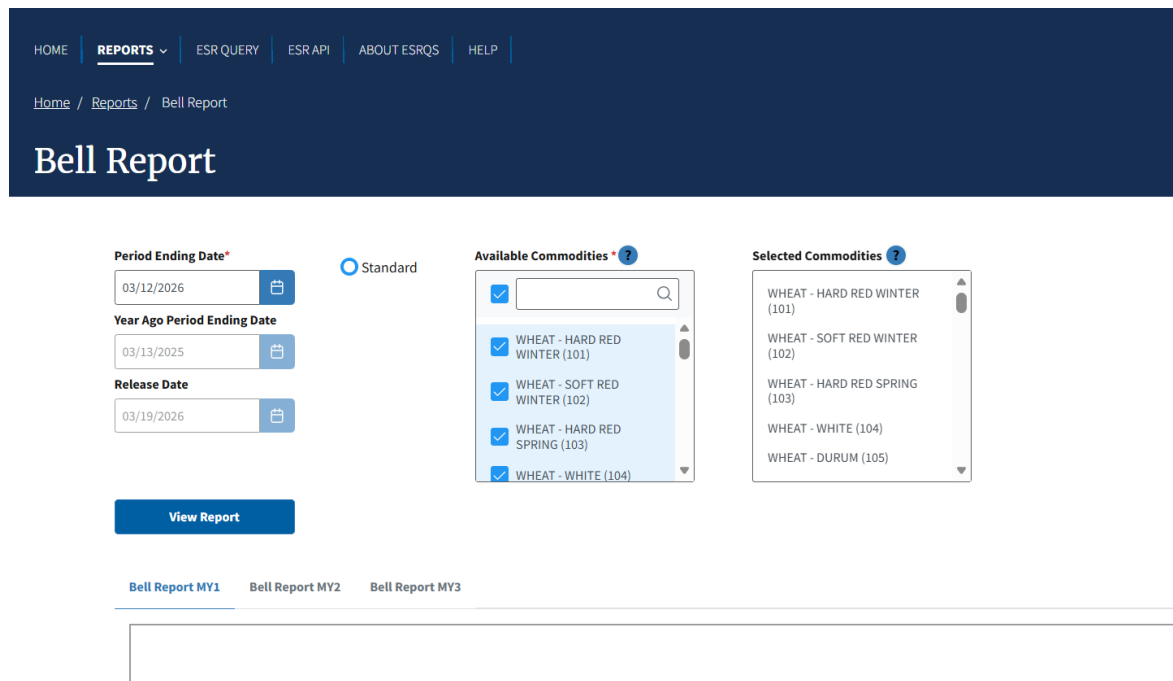 HOME
REPORTS
ESR QUERY
ESR API
ABOUT ESRQS
HELP
Home / Reports / Bell Report
Bell Report
Period Ending Date*
03/12/2026
Year Ago Period Ending Date
03/13/2025
Release Date
03/19/2026
Standard
Available Commodities * ?
WHEAT - HARD RED
WINTER (101)
WHEAT - SOFT RED
WINTER (102)
WHEAT - HARD RED
SPRING (103)
WHEAT - WHITE (104)
Selected Commodities ?
WHEAT - HARD RED WINTER
(101)
WHEAT - SOFT RED WINTER
(102)
WHEAT - HARD RED SPRING
(103)
WHEAT - WHITE (104)
WHEAT - DURUM (105)
View Report
Bell Report MY1
Bell Report MY2
Bell Report MY3